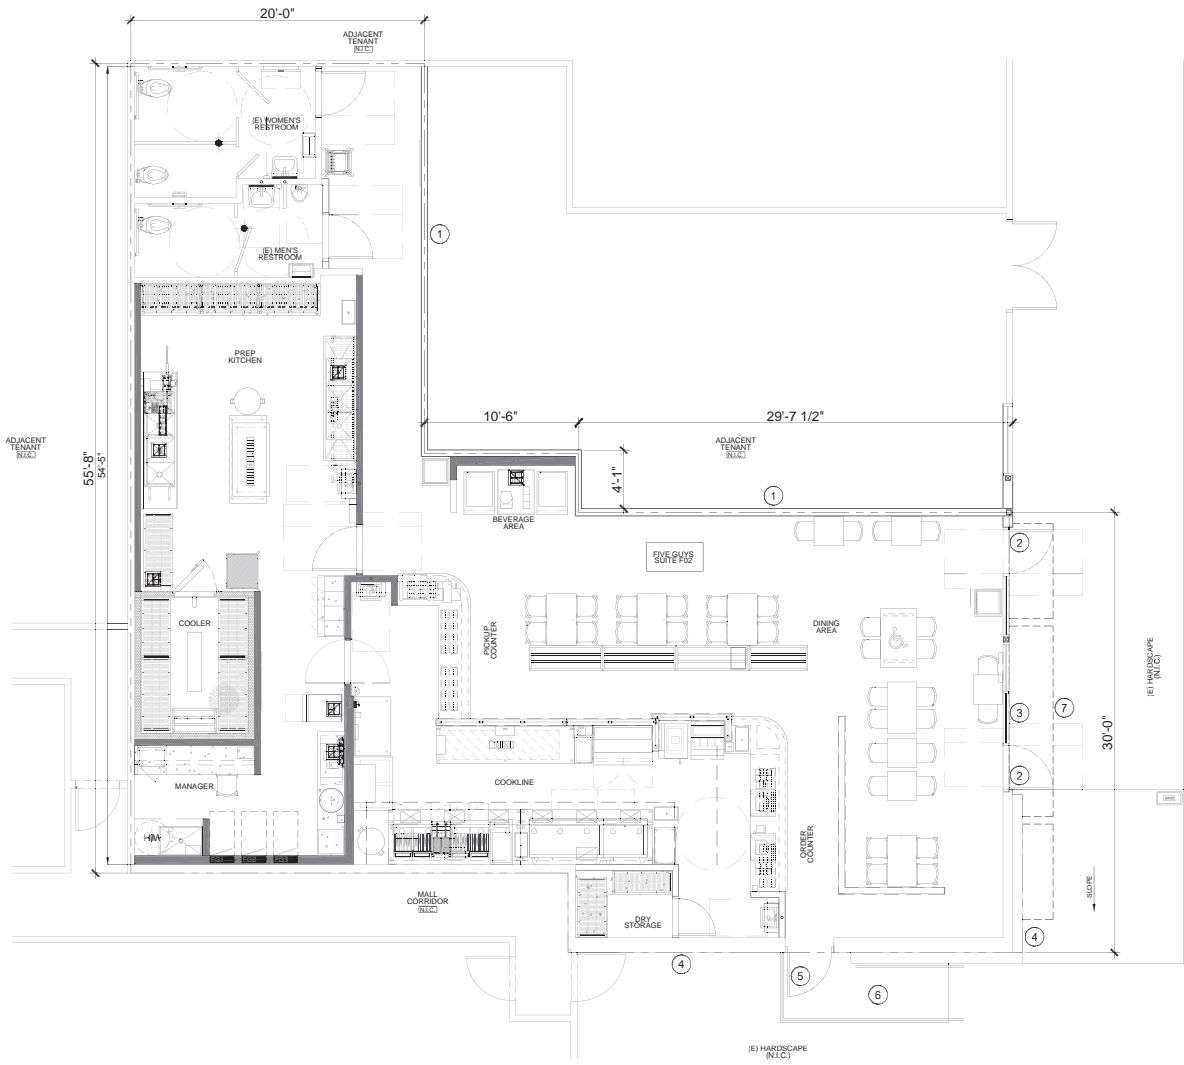 20'-0"
ADJACENT
TENANT
N.I.C.
(E) WOMEN'S
RESTROOM
1
(E) MEN'S
RESTROOM
PREP
KITCHEN
10'-6"
29'-7 1/2"
ADJACENT
TENANT
N.I.C.
ADJACENT
TENANT
N.I.C.
55'-8"
54'-5"
4'-1"
1
BEVERAGE
AREA
FIVE GUYS
SUITE F02
2
COOLER
PICKUP
COUNTER
DINING
AREA
(E) HARDSCAPE
(N.I.C.)
3
7
30'-0"
2
MANAGER
COOKLINE
ORDER
COUNTER
SLOPE
MALL
CORRIDOR
N.I.C.
DRY
STORAGE
4
4
5
6
(E) HARDSCAPE
(N.I.C.)